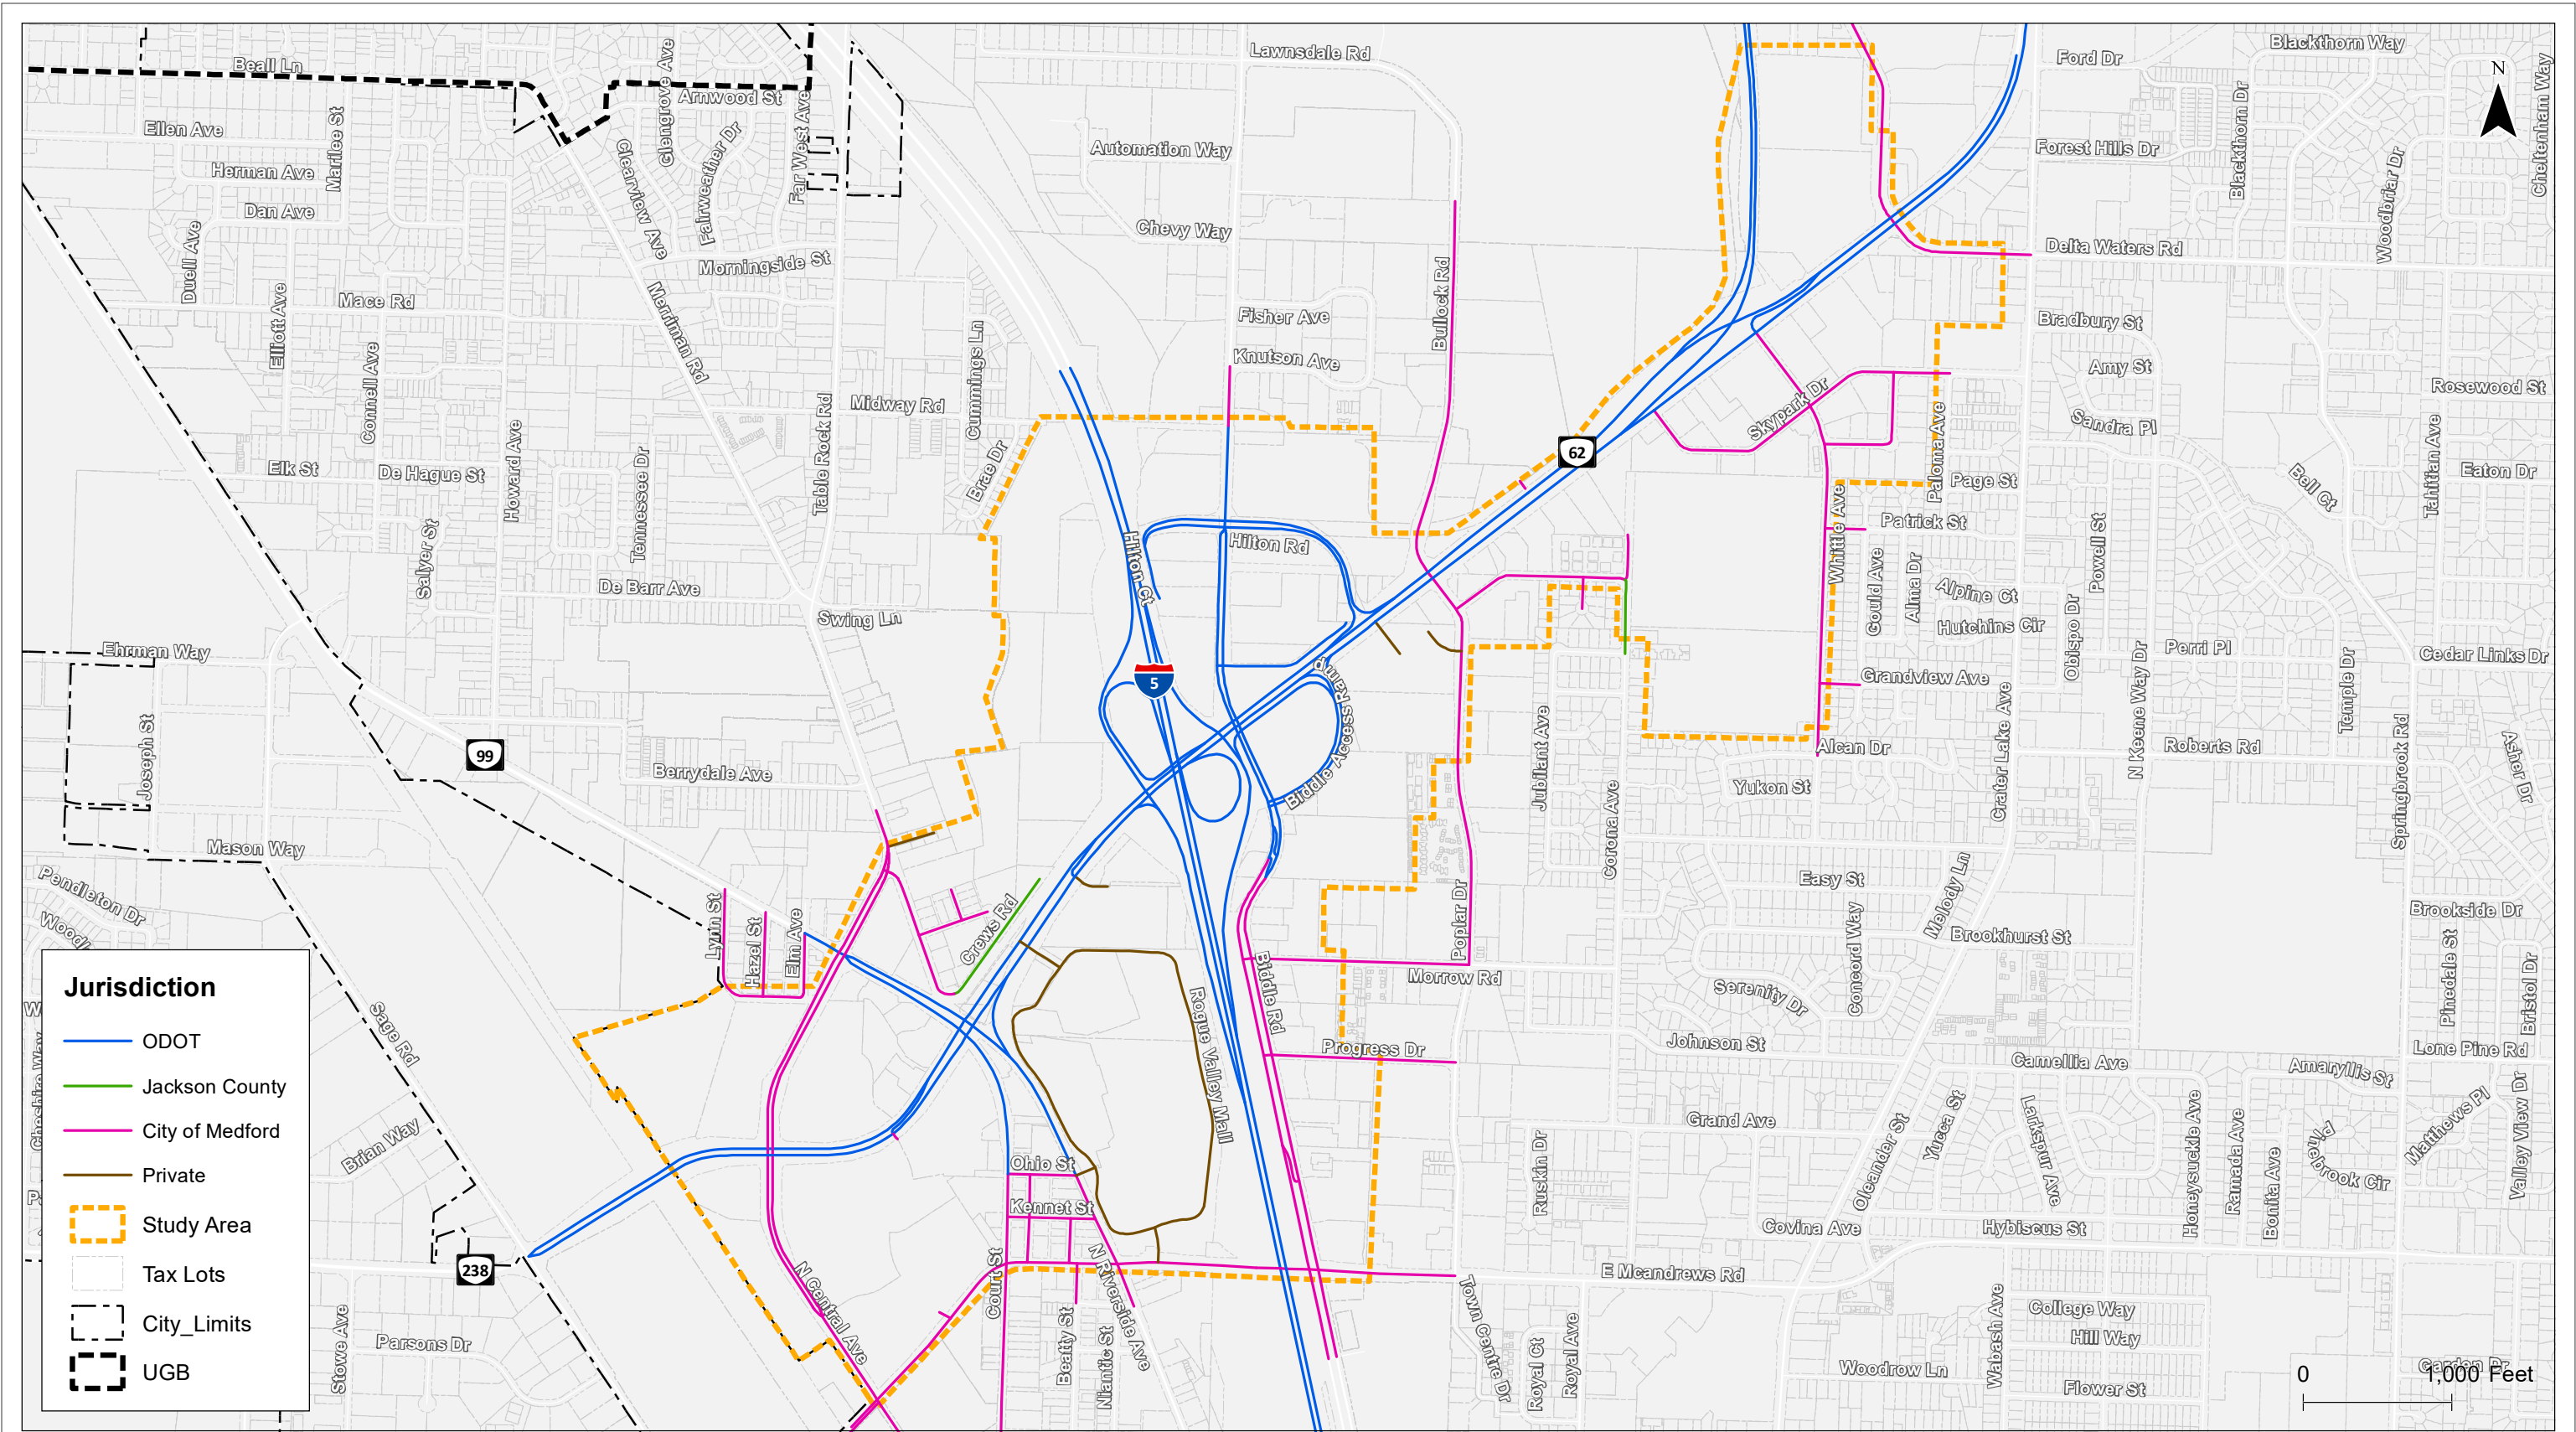 Lawnsdale Rd
Ford Dr
Blackthorn Way
Cheltenham Way
N
Beall Ln
Glengrove Ave
Arnwood St
Far West Ave
Ellen Ave
Marilee St
Herman Ave
Dan Ave
Duell Ave
Clearview Ave
Fairweather Dr
Morningside St
Automation Way
Chevy Way
Forest Hills Dr
Blackthorn Dr
Woodbriar Dr
Delta Waters Rd
Mace Rd
Elliott Ave
Connell Ave
Merriman Rd
Cummings Ln
Fisher Ave
Knutson Ave
Bullock Rd
Bradbury St
Amy St
Rosewood St
Midway Rd
Table Rock Rd
Howard Ave
Brae Dr
Skypark Dr
Paloma Ave
Sandra Pl
Tahitian Ave
Bell Ct
Eaton Dr
Elk St
De Hague St
Tennessee Dr
Salyer St
62
Page St
Whittle Ave
Patrick St
Powell St
Hilton Ct
Hilton Rd
De Barr Ave
Swing Ln
Gould Ave
Alma Dr
Alpine Ct
Hutchins Cir
Obispo Dr
N Keene Way Dr
Perri Pl
Temple Dr
Cedar Links Dr
Ehrman Way
5
Biddle Access Ramp
Grandview Ave
Crater Lake Ave
Joseph St
99
Berrydale Ave
Jubilant Ave
Corona Ave
Alcan Dr
Yukon St
Roberts Rd
Springbrook Rd
Asher Dr
Mason Way
Pendleton Dr
Lynn St
Hazel St
Elm Ave
Crews Rd
Poplar Dr
Easy St
Melody Ln
Concord Way
Brookhurst St
Brookside Dr
Pinedale St
Bristol Dr
Biddle Rd
Morrow Rd
Serenity Dr
Rogue Valley Mall
Progress Dr
Johnson St
Camellia Ave
Amaryllis St
Lone Pine Rd
Sage Rd
Cheshire Way
Brian Way
Grand Ave
Oleander St
Yucca St
Larkspur Ave
Honeysuckle Ave
Ramada Ave
Bonita Ave
Pinebrook Cir
Matthews Pl
Valley View Dr
Ohio St
Kennet St
Ruskin Dr
Covina Ave
Hybiscus St
238
N Central Ave
Court St
N Riverside Ave
E Mcandrews Rd
Town Centre Dr
Royal Ct
Royal Ave
Wabash Ave
College Way
Hill Way
Woodrow Ln
Flower St
Garden Dr
Stowe Ave
Parsons Dr
Beatty St
Niantic St
Jurisdiction
ODOT
Jackson County
City of Medford
Private
Study Area
Tax Lots
City_Limits
UGB
0 1,000 Feet